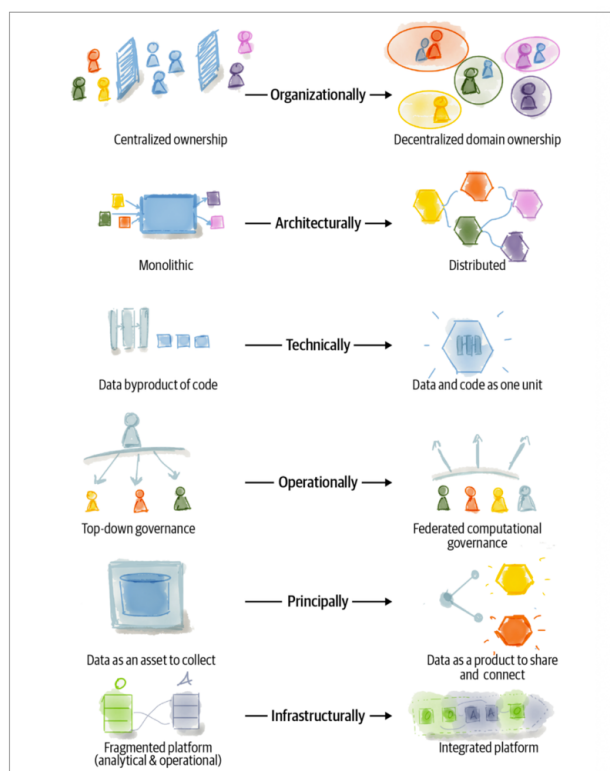 Organizationally
Centralized ownership
Decentralized domain ownership
Architecturally
Monolithic
Distributed
Technically
Data byproduct of code
Data and code as one unit
Operationally
Top-down governance
Federated computational
governance
Principally
Data as an asset to collect
Data as a product to share
and connect
O
A
Infrastructurally
O O A A O
Fragmented platform
(analytical & operational)
Integrated platform